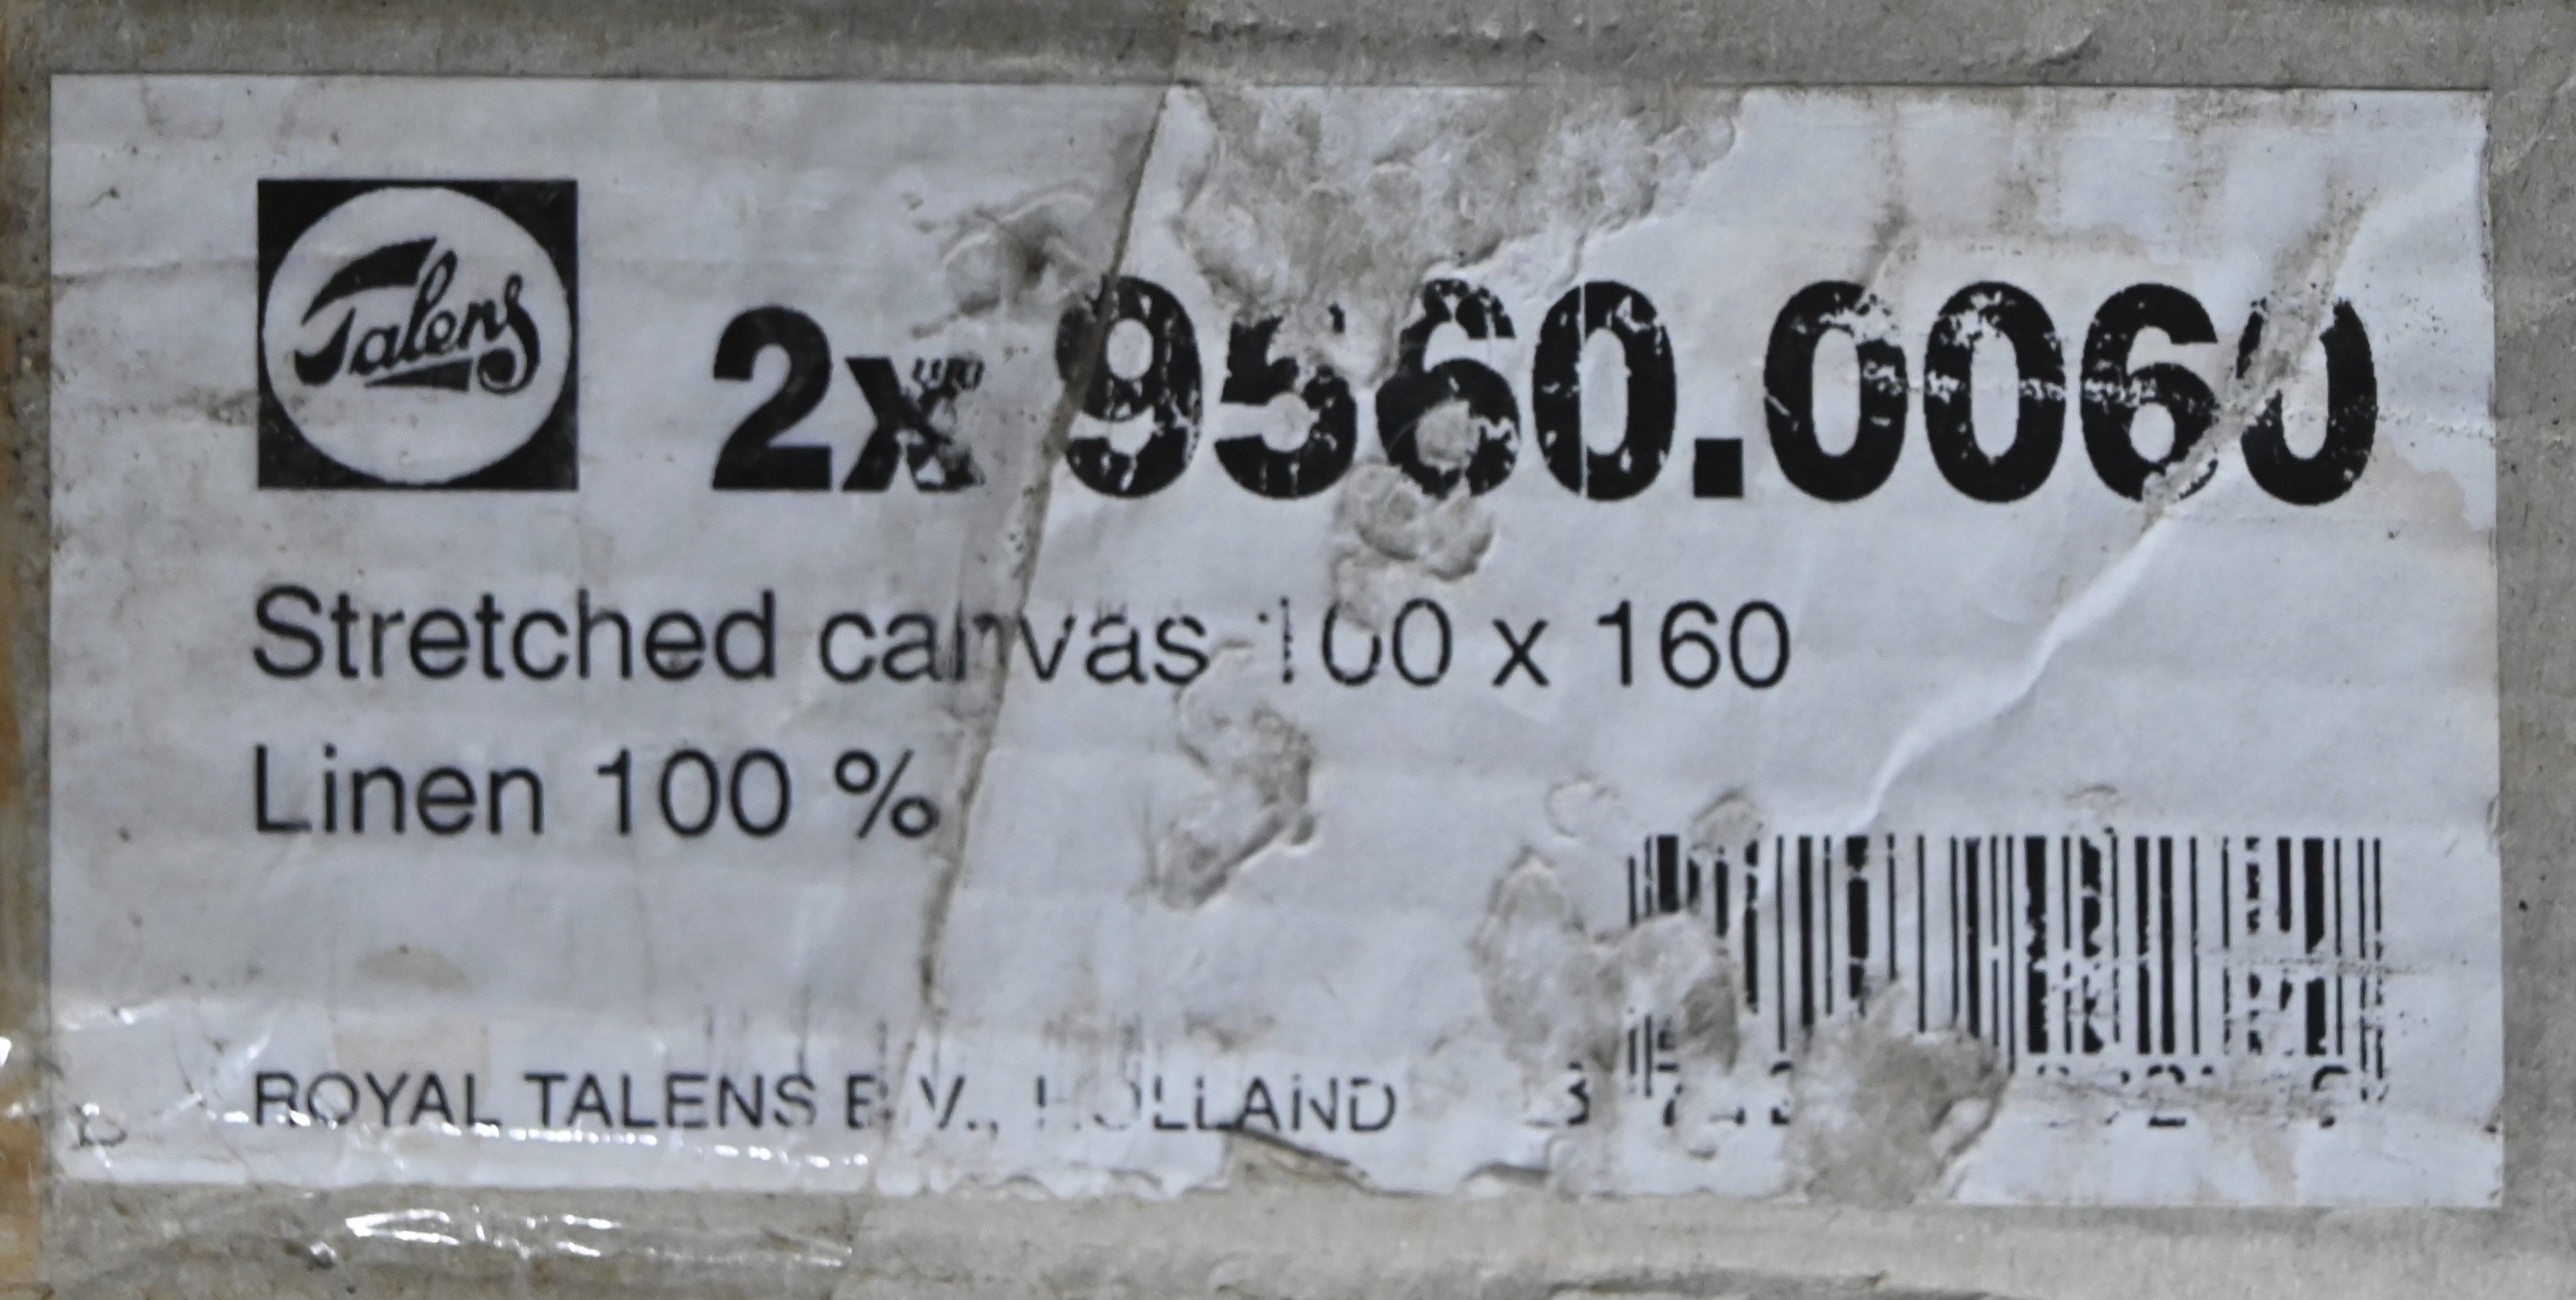 Talens
2x 9560.0060
Stretched canvas 100 x 160
Linen 100 %
ROYAL TALENS B.V., HOLLAND